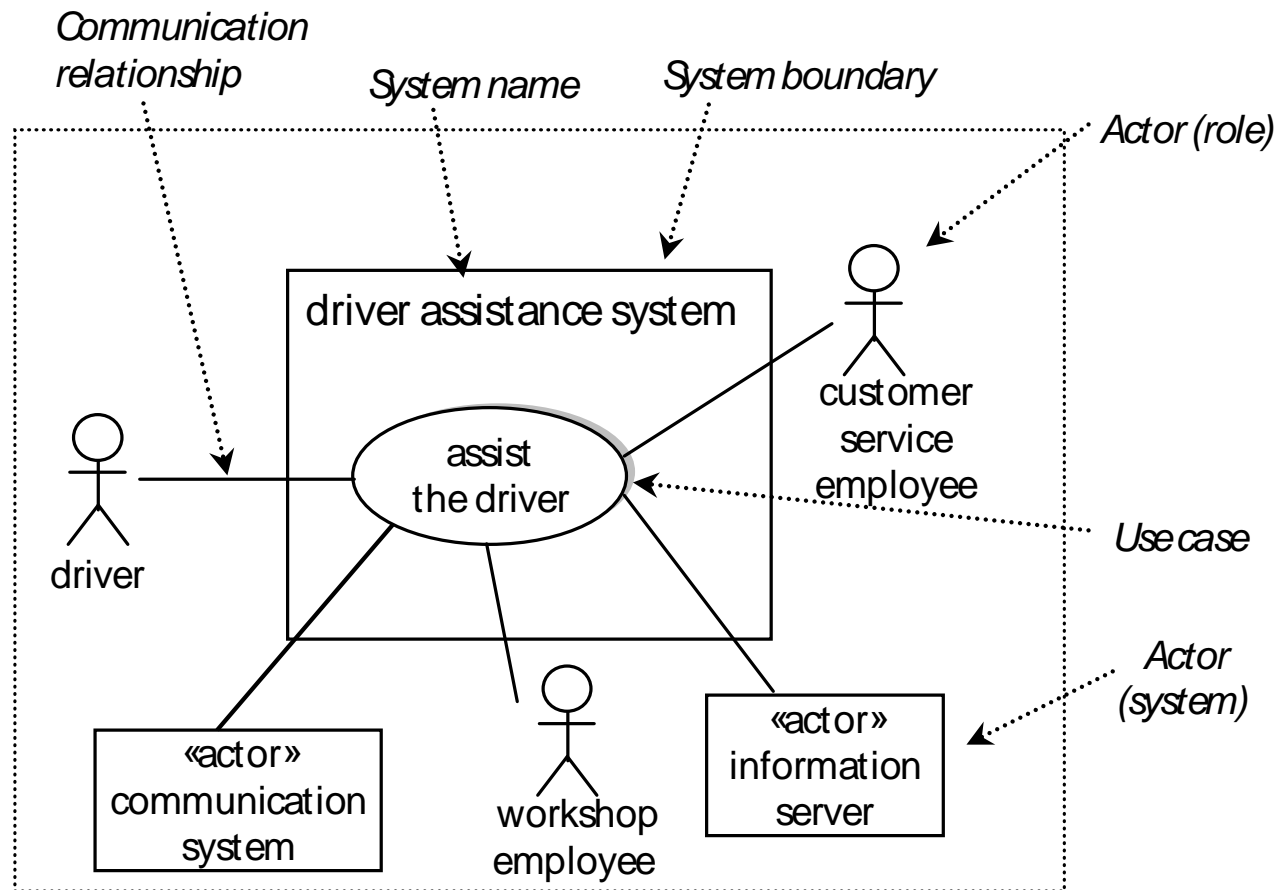 Communication
relationship
System name
System boundary
Actor (role)
driver assistance system
customer
service
employee
assist
the driver
driver
Use case
Actor
(system)
«actor»
communication
system
workshop
employee
«actor»
information
server